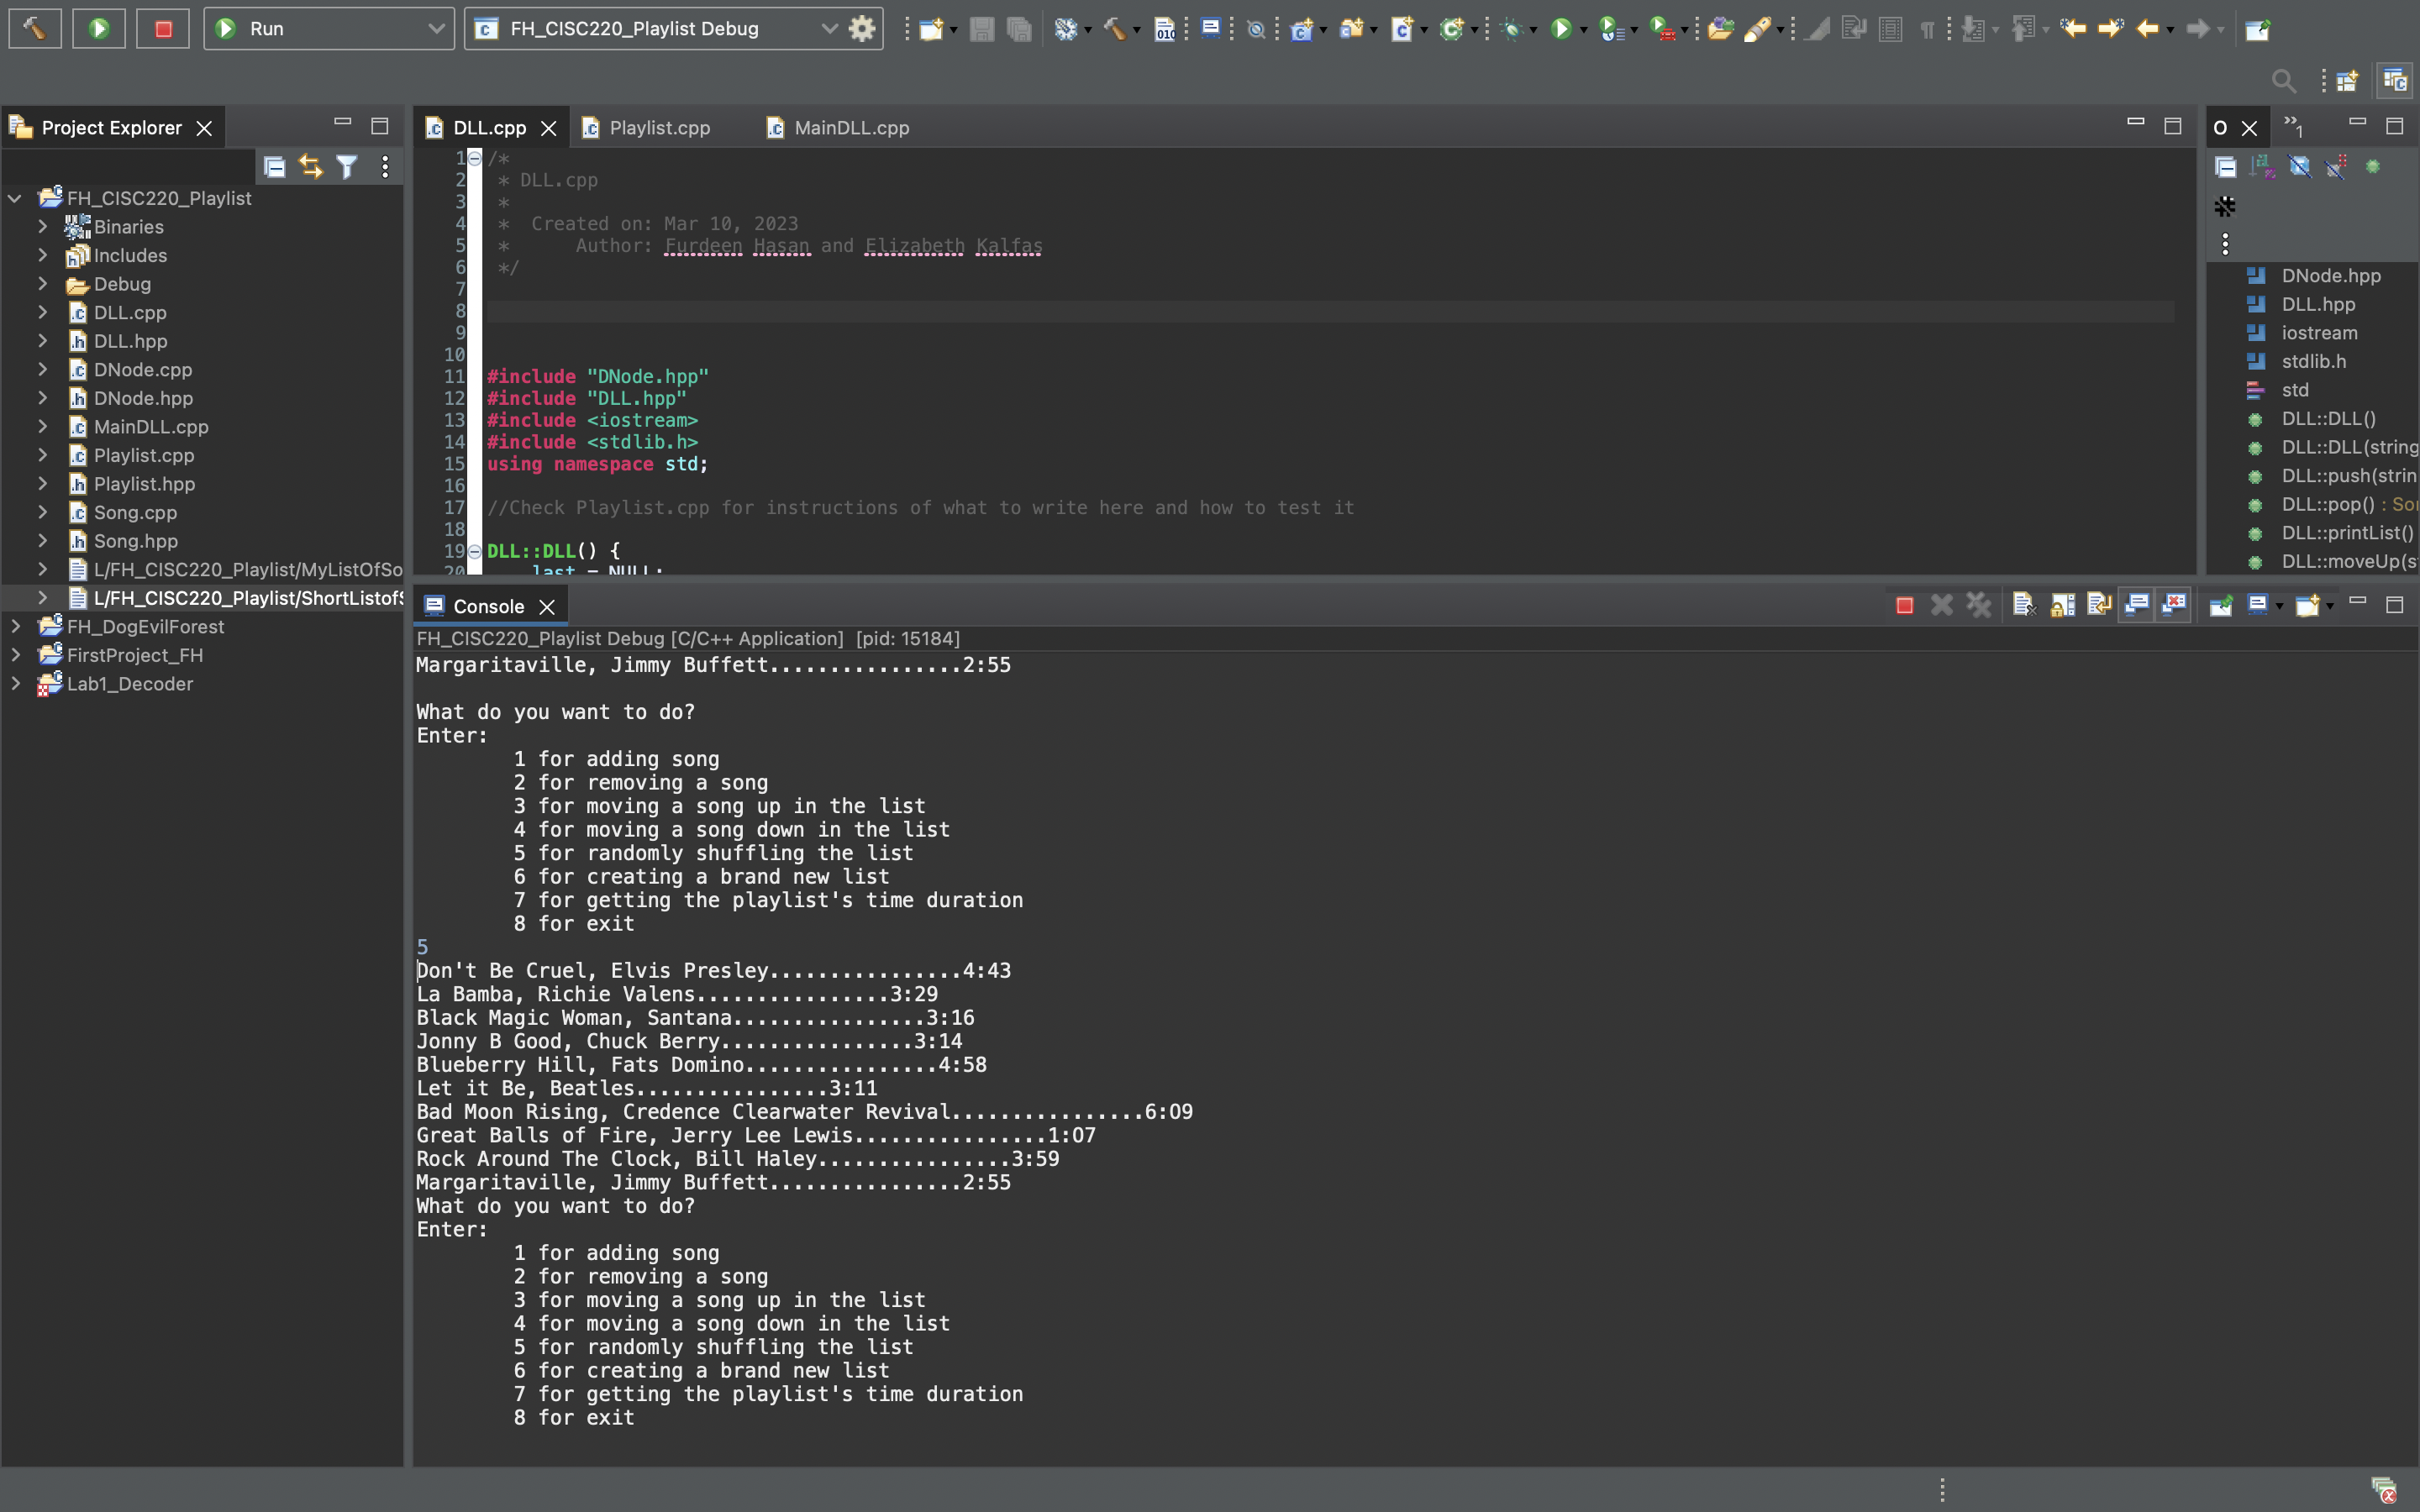 Run
FH_CISC220_Playlist Debug
Project Explorer
FH_CISC220_Playlist
Binaries
Includes
Debug
DLL.cpp
DLL.hpp
DNode.cpp
DNode.hpp
MainDLL.cpp
Playlist.cpp
Playlist.hpp
Song.cpp
Song.hpp
L/FH_CISC220_Playlist/MyListOfSo
L/FH_CISC220_Playlist/ShortListofS
FH_DogEvilForest
FirstProject_FH
Lab1_Decoder
DLL.cpp
Playlist.cpp
MainDLL.cpp
1 /*
2  * DLL.cpp
3  *
4  *  Created on: Mar 10, 2023
5  *      Author: Furdeen Hasan and Elizabeth Kalfas
6  */
7
8
9
10
11 #include "DNode.hpp"
12 #include "DLL.hpp"
13 #include <iostream>
14 #include <stdlib.h>
15 using namespace std;
16
17 //Check Playlist.cpp for instructions of what to write here and how to test it
18
19 DLL::DLL() {
20     last = NULL;
O
1
DNode.hpp
DLL.hpp
iostream
stdlib.h
std
DLL::DLL()
DLL::DLL(string
DLL::push(strin
DLL::pop() : So
DLL::printList()
DLL::moveUp(s
Console
FH_CISC220_Playlist Debug [C/C++ Application] [pid: 15184]
Margaritaville, Jimmy Buffett................2:55
What do you want to do?
Enter:
1 for adding song
2 for removing a song
3 for moving a song up in the list
4 for moving a song down in the list
5 for randomly shuffling the list
6 for creating a brand new list
7 for getting the playlist's time duration
8 for exit
5
Don't Be Cruel, Elvis Presley................4:43
La Bamba, Richie Valens................3:29
Black Magic Woman, Santana................3:16
Jonny B Good, Chuck Berry................3:14
Blueberry Hill, Fats Domino................4:58
Let it Be, Beatles................3:11
Bad Moon Rising, Credence Clearwater Revival................6:09
Great Balls of Fire, Jerry Lee Lewis................1:07
Rock Around The Clock, Bill Haley................3:59
Margaritaville, Jimmy Buffett................2:55
What do you want to do?
Enter:
1 for adding song
2 for removing a song
3 for moving a song up in the list
4 for moving a song down in the list
5 for randomly shuffling the list
6 for creating a brand new list
7 for getting the playlist's time duration
8 for exit